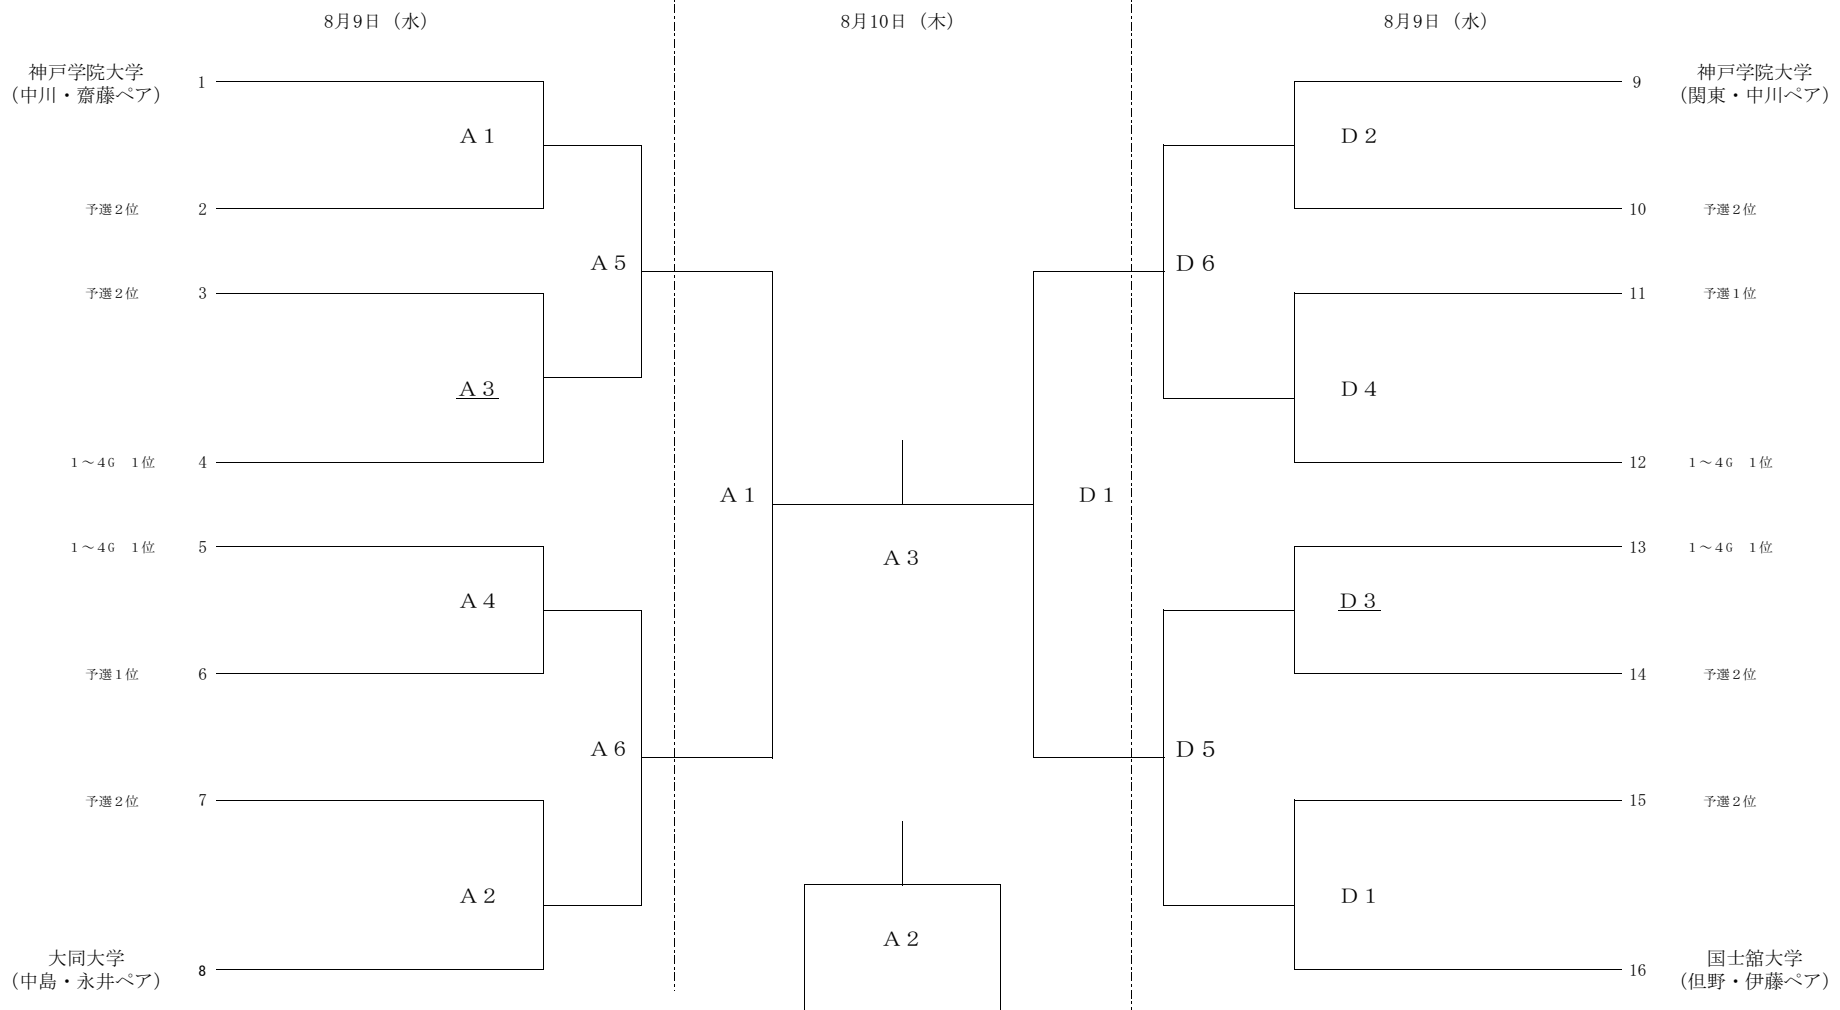 8月9日（水）
8月10日（木）
8月9日（水）
神戸学院大学
（中川・齋藤ペア）
1
9
神戸学院大学
（関東・中川ペア）
Ａ１
Ｄ２
予選２位
2
10
予選２位
Ａ５
Ｄ６
予選２位
3
11
予選１位
Ａ３
Ｄ４
１～４G　１位
4
12
１～４G　１位
Ａ１
Ｄ１
１～４G　１位
5
13
１～４G　１位
Ａ３
Ａ４
Ｄ３
予選１位
6
14
予選２位
Ａ６
Ｄ５
予選２位
7
15
予選２位
Ａ２
Ｄ１
Ａ２
大同大学
（中島・永井ペア）
8
16
国士舘大学
（但野・伊藤ペア）